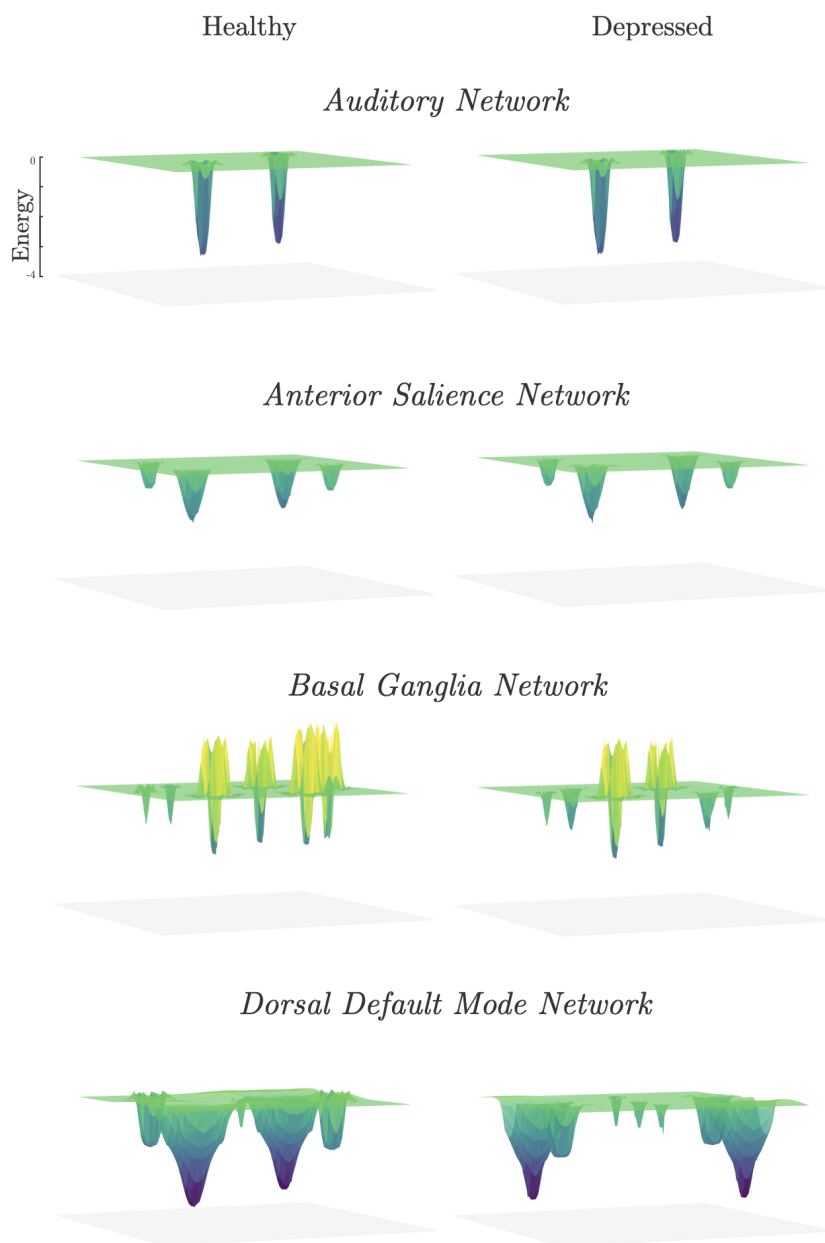 Healthy
Depressed
Auditory Network
0
Energy
-4
Anterior Salience Network
Basal Ganglia Network
Dorsal Default Mode Network